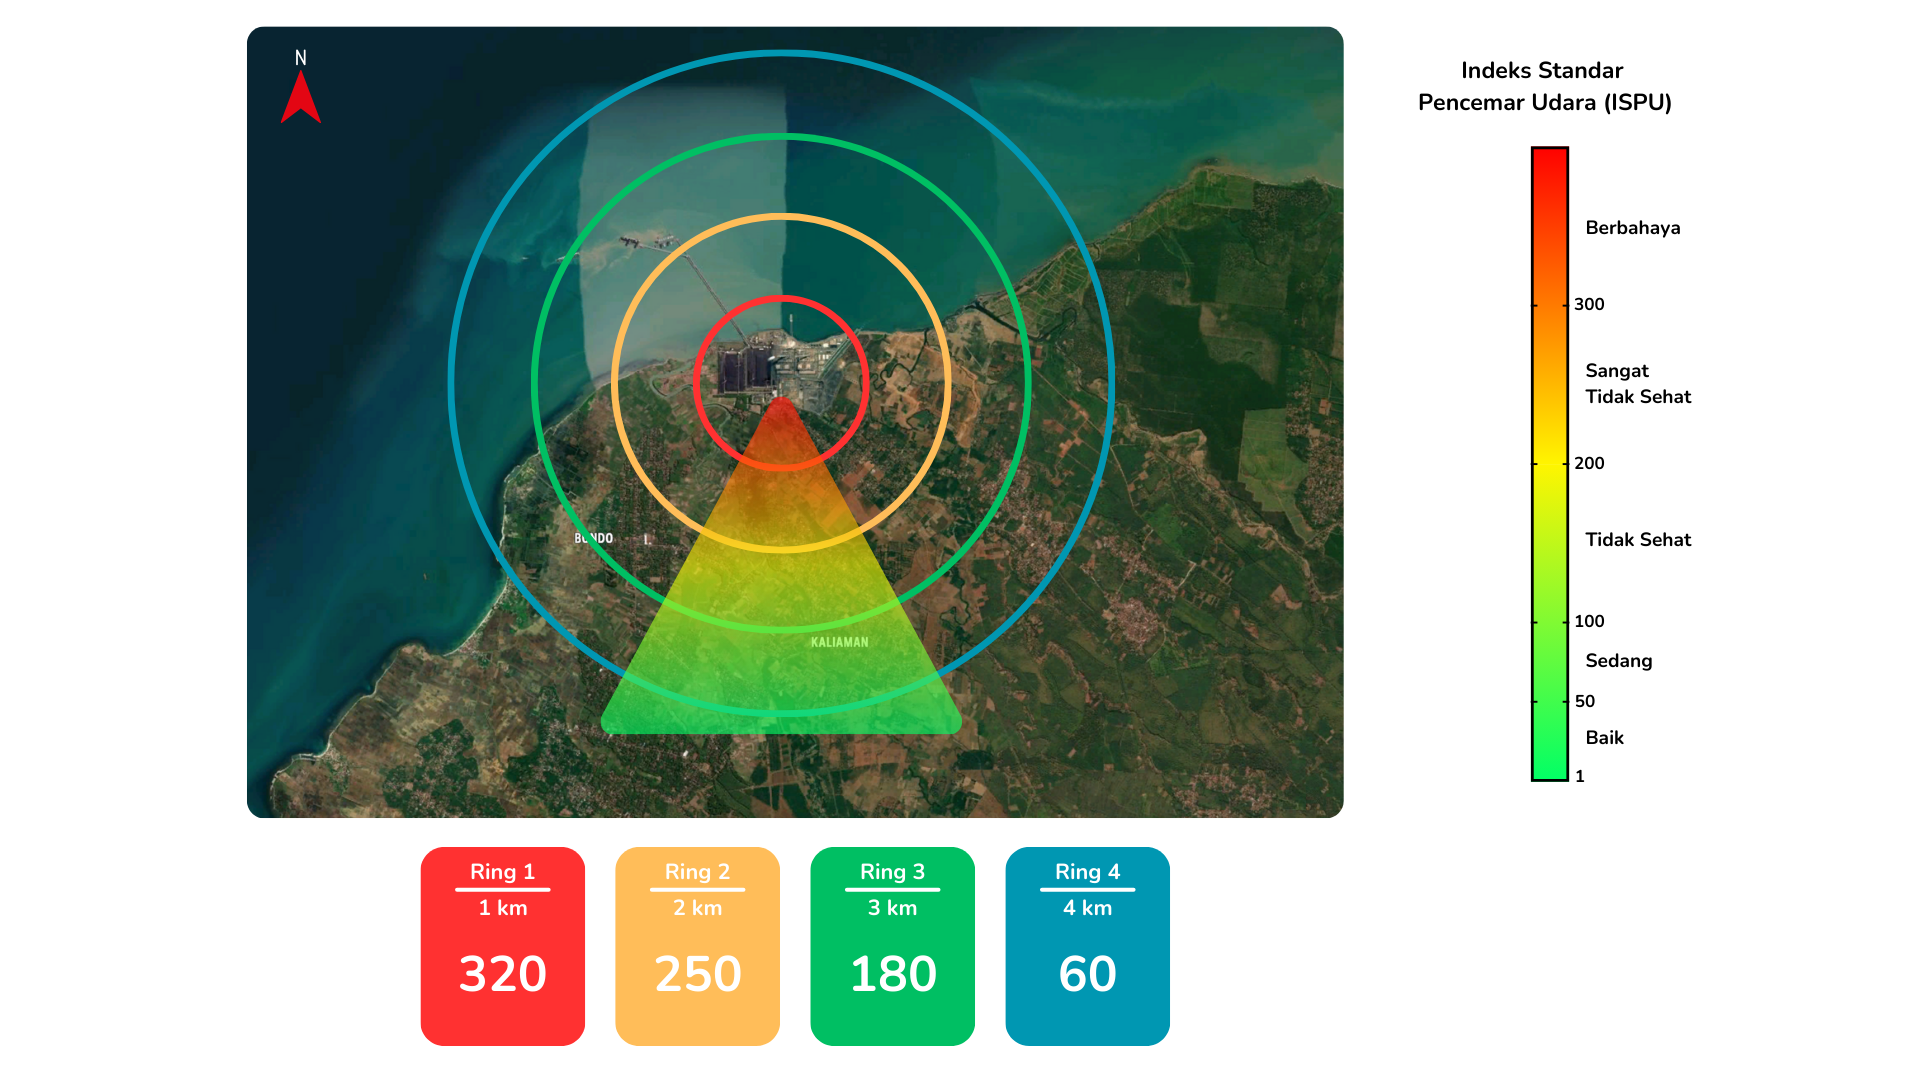 N
BONDO
KALIAMAN
Indeks Standar
Pencemar Udara (ISPU)
Berbahaya
300
Sangat
Tidak Sehat
200
Tidak Sehat
100
Sedang
50
Baik
1
Ring 1
1 km
320
Ring 2
2 km
250
Ring 3
3 km
180
Ring 4
4 km
60